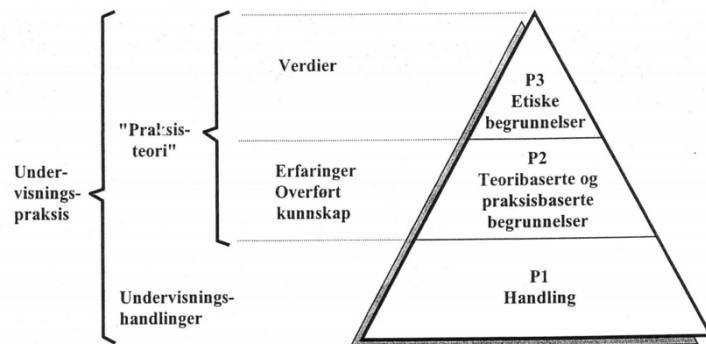 Verdier
P3
Etiske
begrunnelser
"Praksis-
teori"
Under-
visnings-
praksis
Erfaringer
Overført
kunnskap
P2
Teoribaserte og
praksisbaserte
begrunnelser
Undervisnings-
handlinger
P1
Handling